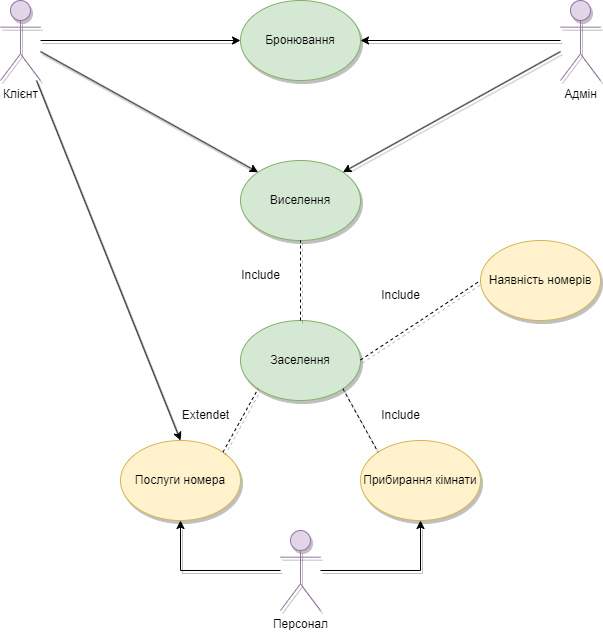 Бронювання
Клієнт
Адмін
Виселення
Include
Наявність номерів
Include
Заселення
Extendet
Include
Послуги номера
Прибирання кімнати
Персонал